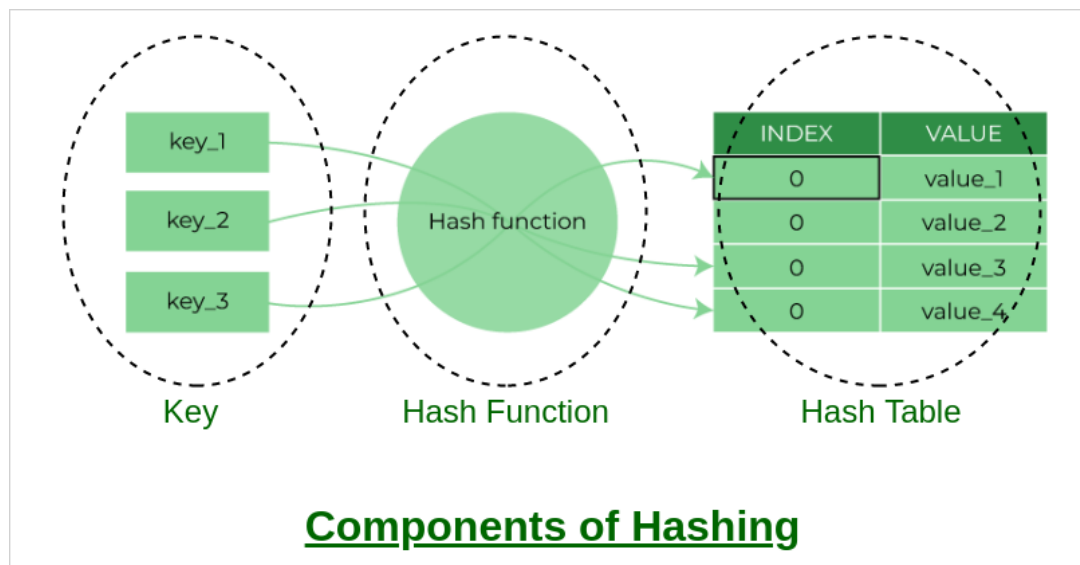 key_1
key_2
key_3
Hash function
INDEX VALUE
0 value_1
0 value_2
0 value_3
0 value_4
Key
Hash Function
Hash Table
Components of Hashing